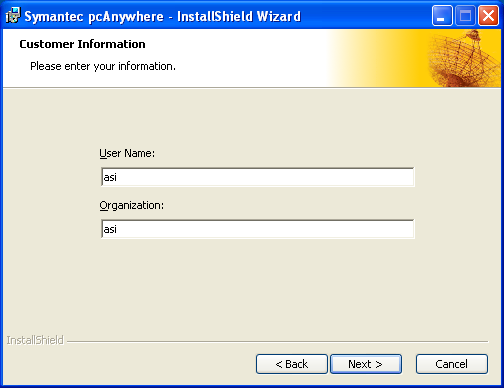 Symantec pcAnywhere - InstallShield Wizard
Customer Information
Please enter your information.
User Name:
asi
Organization:
asi
InstallShield
< Back
Next >
Cancel